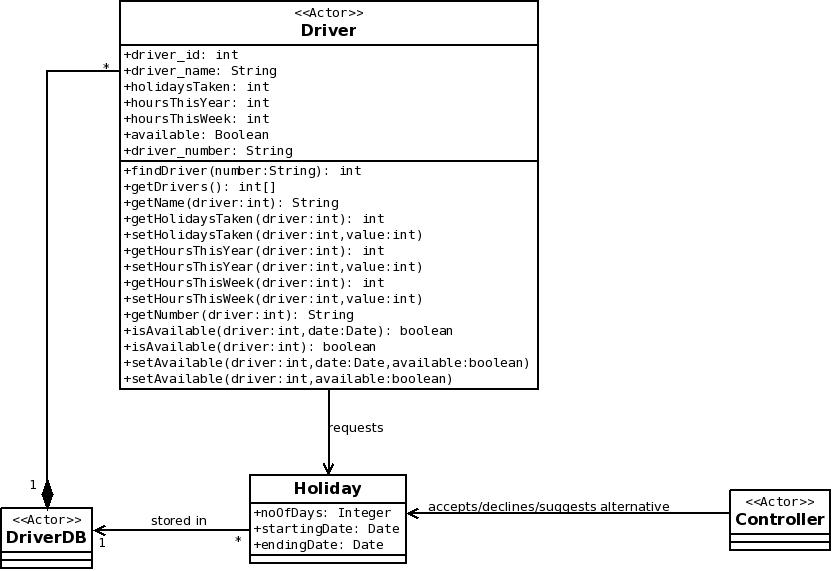 <<Actor>>
Driver
+driver_id: int
+driver_name: String
+holidaysTaken: int
+hoursThisYear: int
+hoursThisWeek: int
+available: Boolean
+driver_number: String
+findDriver(number:String): int
+getDrivers(): int[]
+getName(driver:int): String
+getHolidaysTaken(driver:int): int
+setHolidaysTaken(driver:int,value:int)
+getHoursThisYear(driver:int): int
+setHoursThisYear(driver:int,value:int)
+getHoursThisWeek(driver:int): int
+setHoursThisWeek(driver:int,value:int)
+getNumber(driver:int): String
+isAvailable(driver:int,date:Date): boolean
+isAvailable(driver:int): boolean
+setAvailable(driver:int,date:Date,available:boolean)
+setAvailable(driver:int,available:boolean)
*
requests
1
<<Actor>>
DriverDB
stored in
1
*
Holiday
+noOfDays: Integer
+startingDate: Date
+endingDate: Date
accepts/declines/suggests alternative
<<Actor>>
Controller